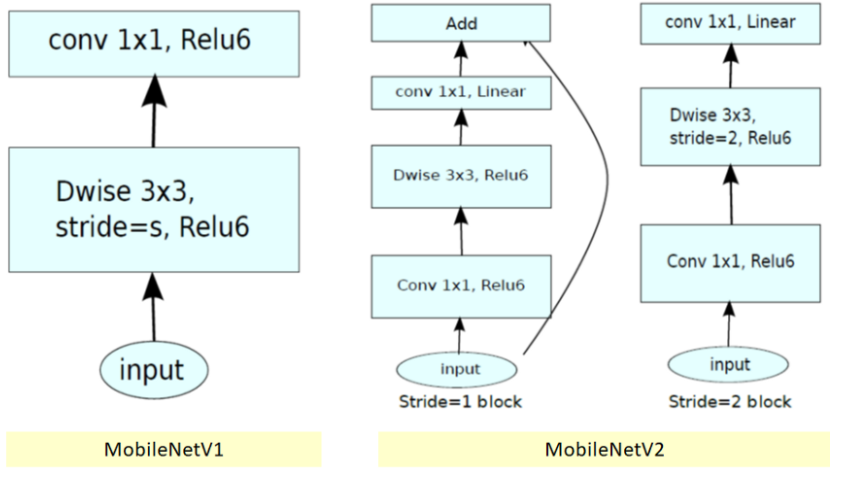 conv 1x1, Relu6
Dwise 3x3,
stride=s, Relu6
input
MobileNetV1
Add
conv 1x1, Linear
Dwise 3x3, Relu6
Conv 1x1, Relu6
input
Stride=1 block
conv 1x1, Linear
Dwise 3x3,
stride=2, Relu6
Conv 1x1, Relu6
input
Stride=2 block
MobileNetV2